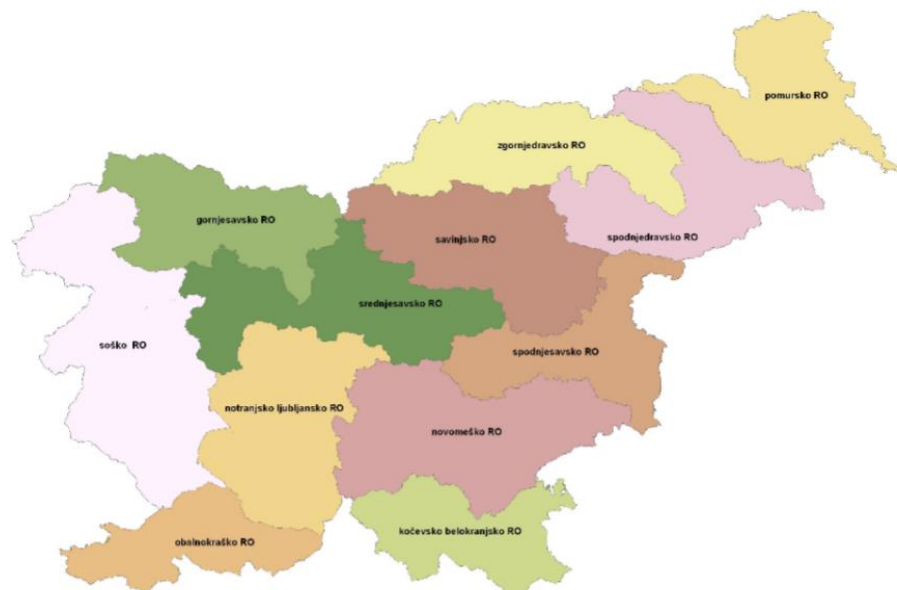 pomursko RO
zgornjedravsko RO
gornjesavsko RO
savinjsko RO
spodnjedravsko RO
srednjesavsko RO
soško RO
spodnjesavsko RO
notranjsko ljubljansko RO
novomeško RO
obalnokraško RO
kočevsko belokranjsko RO